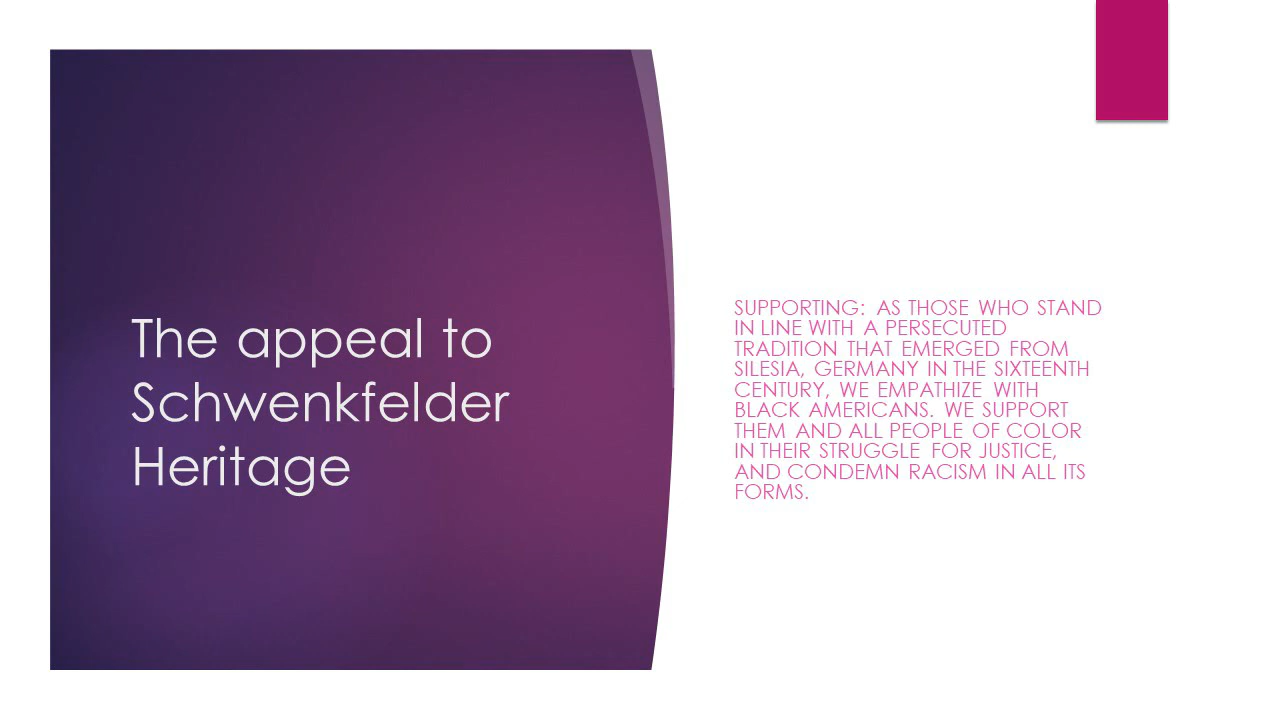 The appeal to
Schwenkfelder
Heritage
SUPPORTING: AS THOSE WHO STAND
IN LINE WITH A PERSECUTED
TRADITION THAT EMERGED FROM
SILESIA, GERMANY IN THE SIXTEENTH
CENTURY, WE EMPATHIZE WITH
BLACK AMERICANS. WE SUPPORT
THEM AND ALL PEOPLE OF COLOR
IN THEIR STRUGGLE FOR JUSTICE,
AND CONDEMN RACISM IN ALL ITS
FORMS.